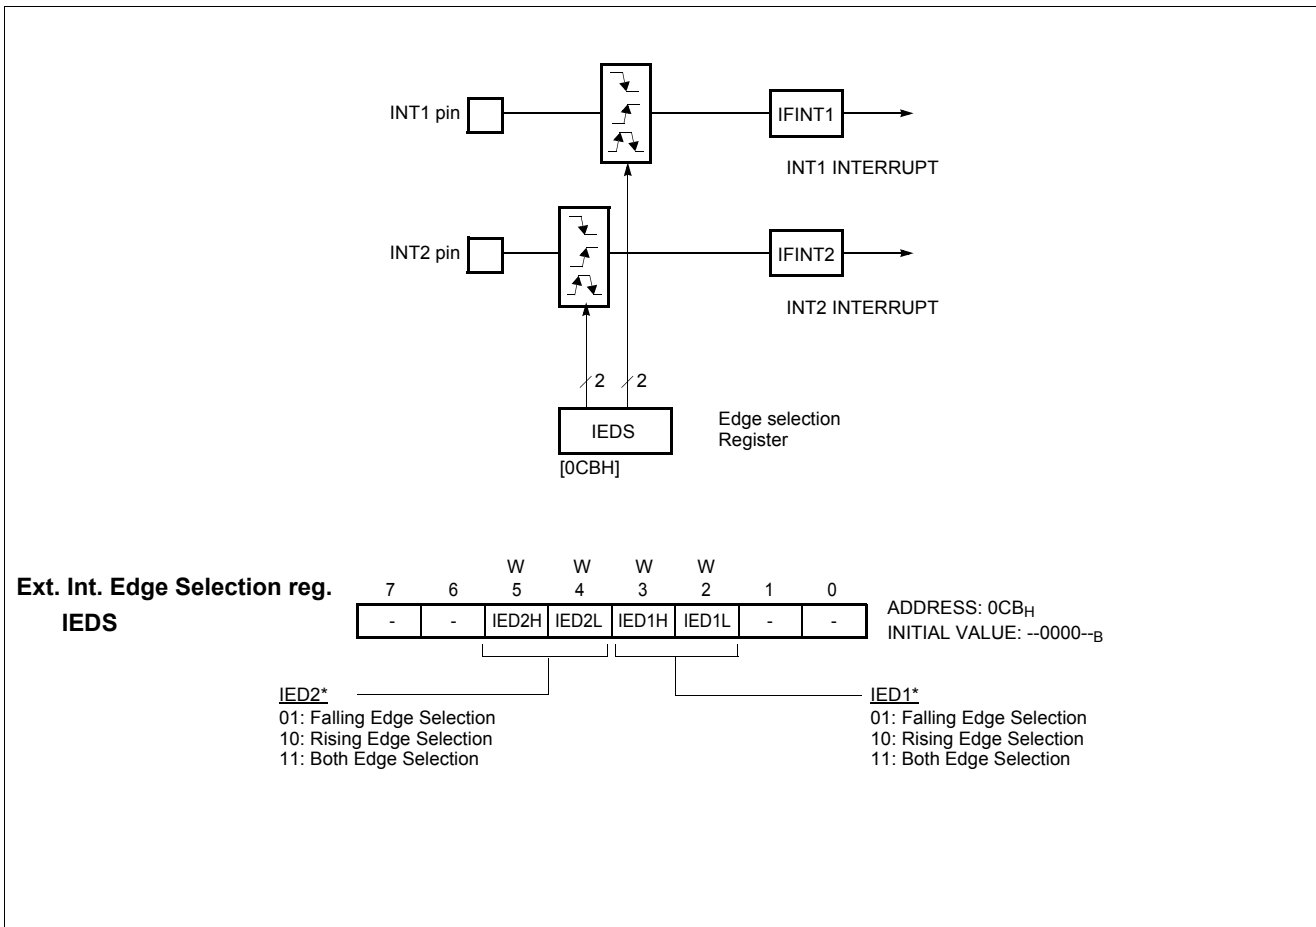 INT1 pin
IFINT1
INT1 INTERRUPT
INT2 pin
IFINT2
INT2 INTERRUPT
2 2
IEDS
Edge selection
Register
[0CBH]
Ext. Int. Edge Selection reg.
IEDS
W W W W
7 6 5 4 3 2 1 0
- - IED2H IED2L IED1H IED1L - -
ADDRESS: 0CBH
INITIAL VALUE: --0000--B
IED2*
01: Falling Edge Selection
10: Rising Edge Selection
11: Both Edge Selection
IED1*
01: Falling Edge Selection
10: Rising Edge Selection
11: Both Edge Selection